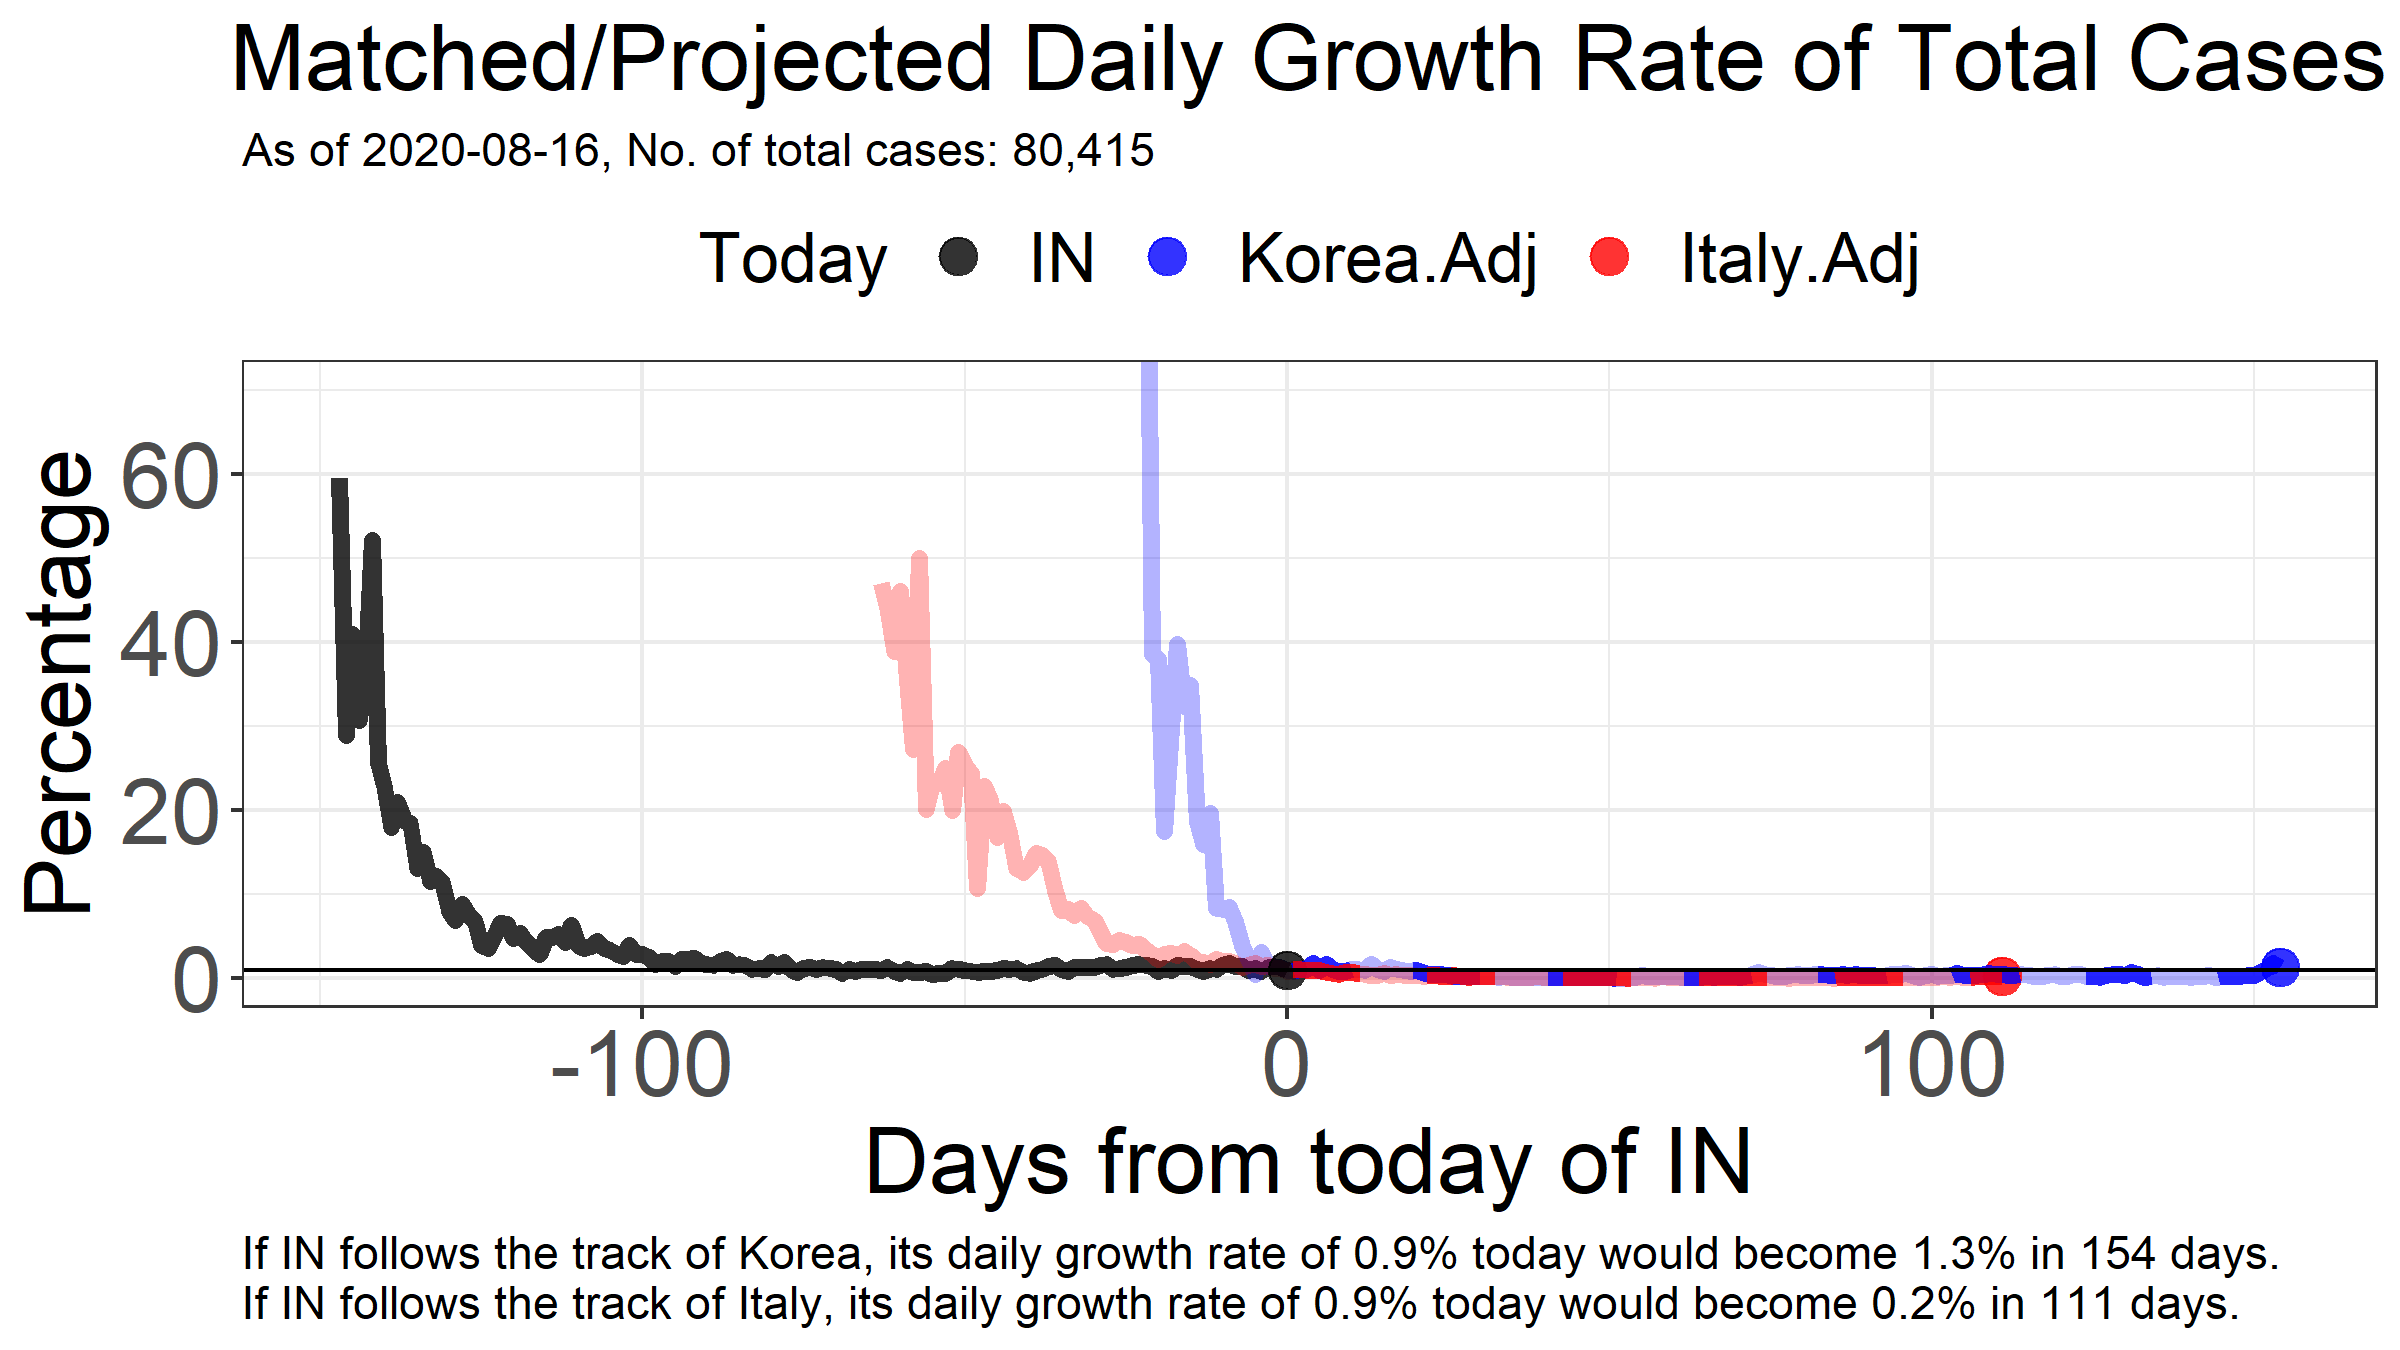 Matched/Projected Daily Growth Rate of Total Cases
As of 2020-08-16, No. of total cases: 80,415
Today IN Korea.Adj Italy.Adj
Percentage
60
40
20
0
-100 0 100
Days from today of IN
If IN follows the track of Korea, its daily growth rate of 0.9% today would become 1.3% in 154 days.
If IN follows the track of Italy, its daily growth rate of 0.9% today would become 0.2% in 111 days.